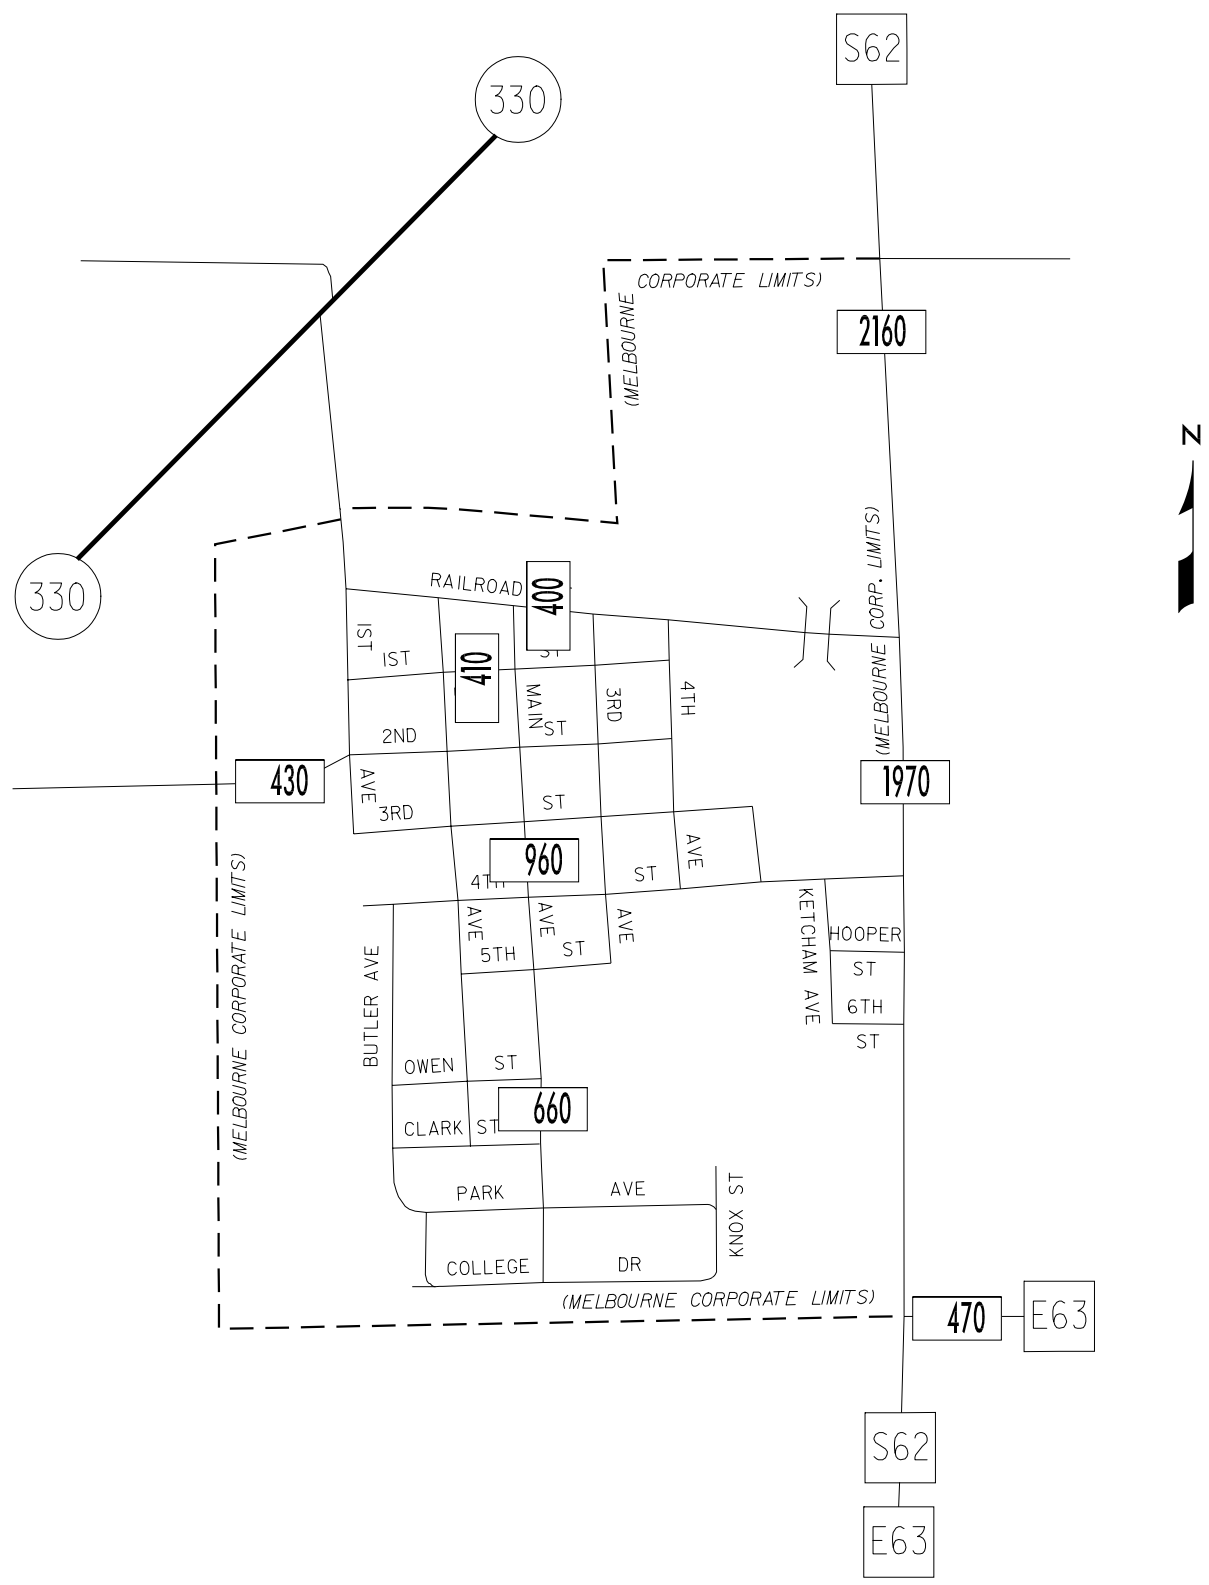 S62
330
CORPORATE LIMITS)
(MELBOURNE
2160
N
(MELBOURNE CORP. LIMITS)
330
RAILROAD
400
ST
IST
IST
410
MAIN
3RD
4TH
2ND
ST
430
AVE
1970
3RD
ST
960
4TH
ST
AVE
(MELBOURNE CORPORATE LIMITS)
KETCHAM AVE
AVE
AVE
AVE
HOOPER
ST
5TH
ST
BUTLER AVE
6TH
ST
OWEN
ST
660
CLARK
ST
PARK
AVE
KNOX ST
COLLEGE
DR
(MELBOURNE CORPORATE LIMITS)
470
E63
S62
E63